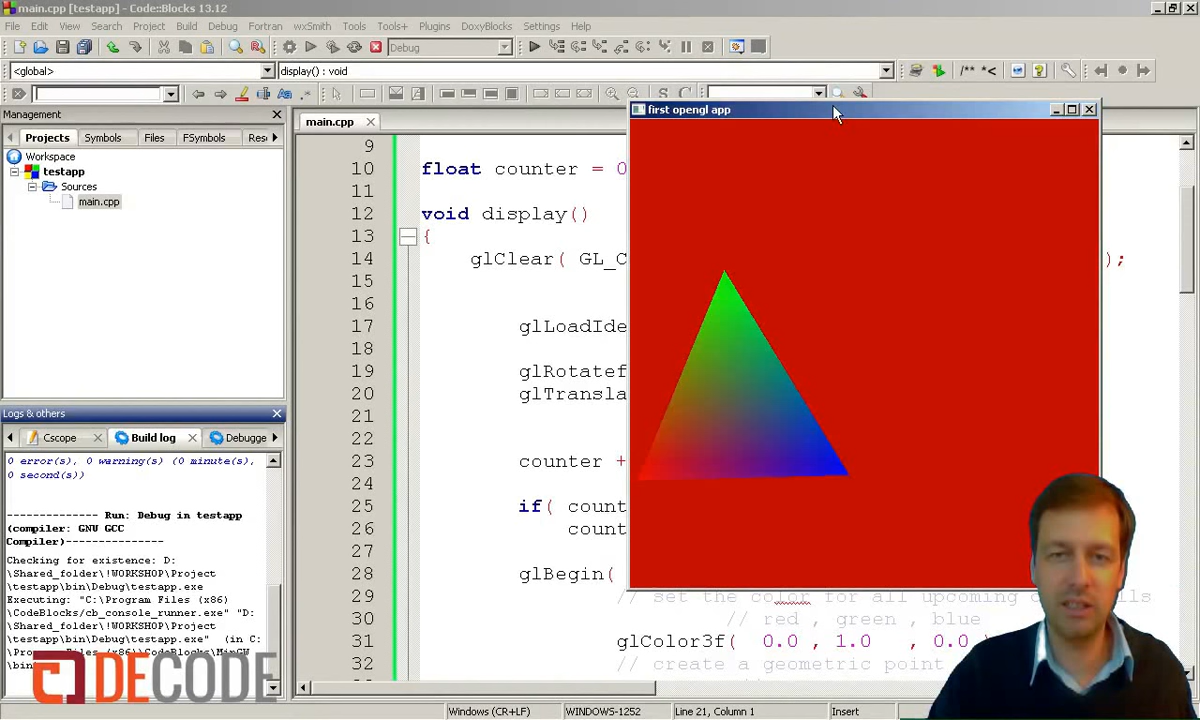 main.cpp [testapp] - Code::Blocks 13.12
File Edit View Search Project Build Debug Fortran wxSmith Tools Tools+ Plugins DoxyBlocks Settings Help
Debug
<global>
display() : void
/** *<
S C
Management
Projects Symbols Files FSymbols Resi
Workspace
testapp
Sources
main.cpp
main.cpp
first opengl app
9
10 float counter = 0
11
12 void display()
13 {
14 glClear( GL_C );
15
16
17 glLoadIde
18
19 glRotatef
20 glTransla
21
22
23 counter +
24
25 if( count
26 count
27
28 glBegin(
29 // set the color for all upcoming lls
30 // red , green , blue
31 glColor3f( 0.0 , 1.0 , 0.0
32 // create a geometric point
Logs & others
Cscope Build log Debugge
0 error(s), 0 warning(s) (0 minute(s),
0 second(s))
-------------- Run: Debug in testapp
(compiler: GNU GCC
Compiler)---------------
Checking for existence: D:
\Shared_folder\!WORKSHOP\Project
\testapp\bin\Debug\testapp.exe
Executing: "C:\Program Files (x86)
\CodeBlocks/cb_console_runner.exe" "D:
\Shared_folder\!WORKSHOP\Project
\testapp\bin\Debug\testapp.exe" (in C:
DECODE
Windows (CR+LF) WINDOWS-1252 Line 21, Column 1 Insert